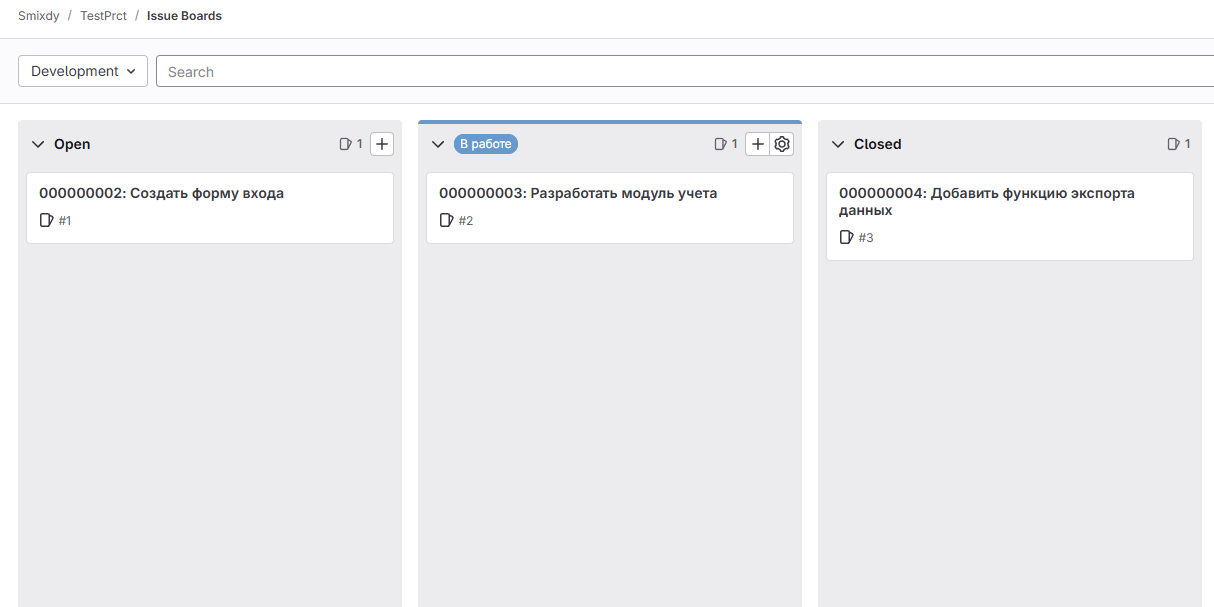 Smixdy / TestPrct / Issue Boards
Development
Search
Open
1
000000002: Создать форму входа
#1
В работе
1
000000003: Разработать модуль учета
#2
Closed
1
000000004: Добавить функцию экспорта
данных
#3